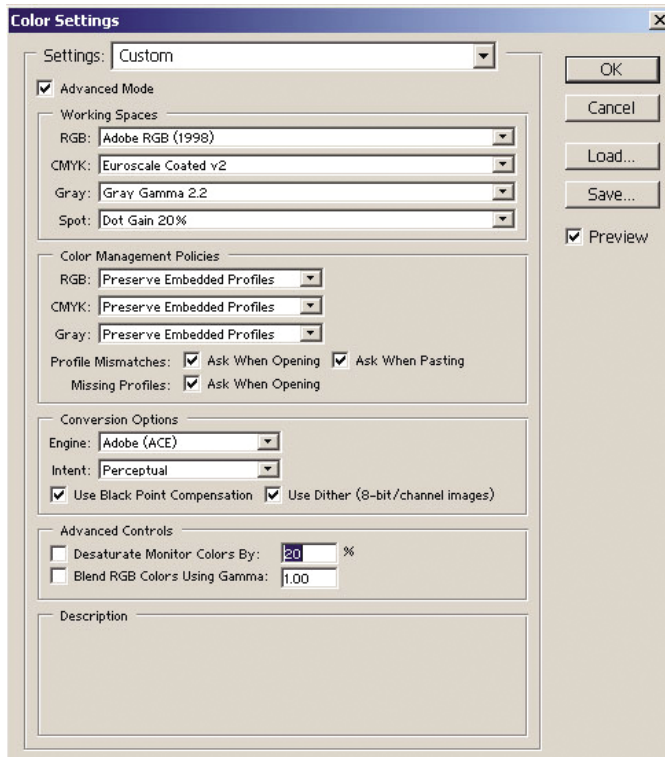 Color Settings
Settings: Custom
OK
Advanced Mode
Cancel
Working Spaces
RGB: Adobe RGB (1998)
CMYK: Euroscale Coated v2
Load...
Gray: Gray Gamma 2.2
Save...
Spot: Dot Gain 20%
Preview
Color Management Policies
RGB: Preserve Embedded Profiles
CMYK: Preserve Embedded Profiles
Gray: Preserve Embedded Profiles
Profile Mismatches: Ask When Opening Ask When Pasting
Missing Profiles: Ask When Opening
Conversion Options
Engine: Adobe (ACE)
Intent: Perceptual
Use Black Point Compensation Use Dither (8-bit/channel images)
Advanced Controls
Desaturate Monitor Colors By: 20 %
Blend RGB Colors Using Gamma: 1.00
Description